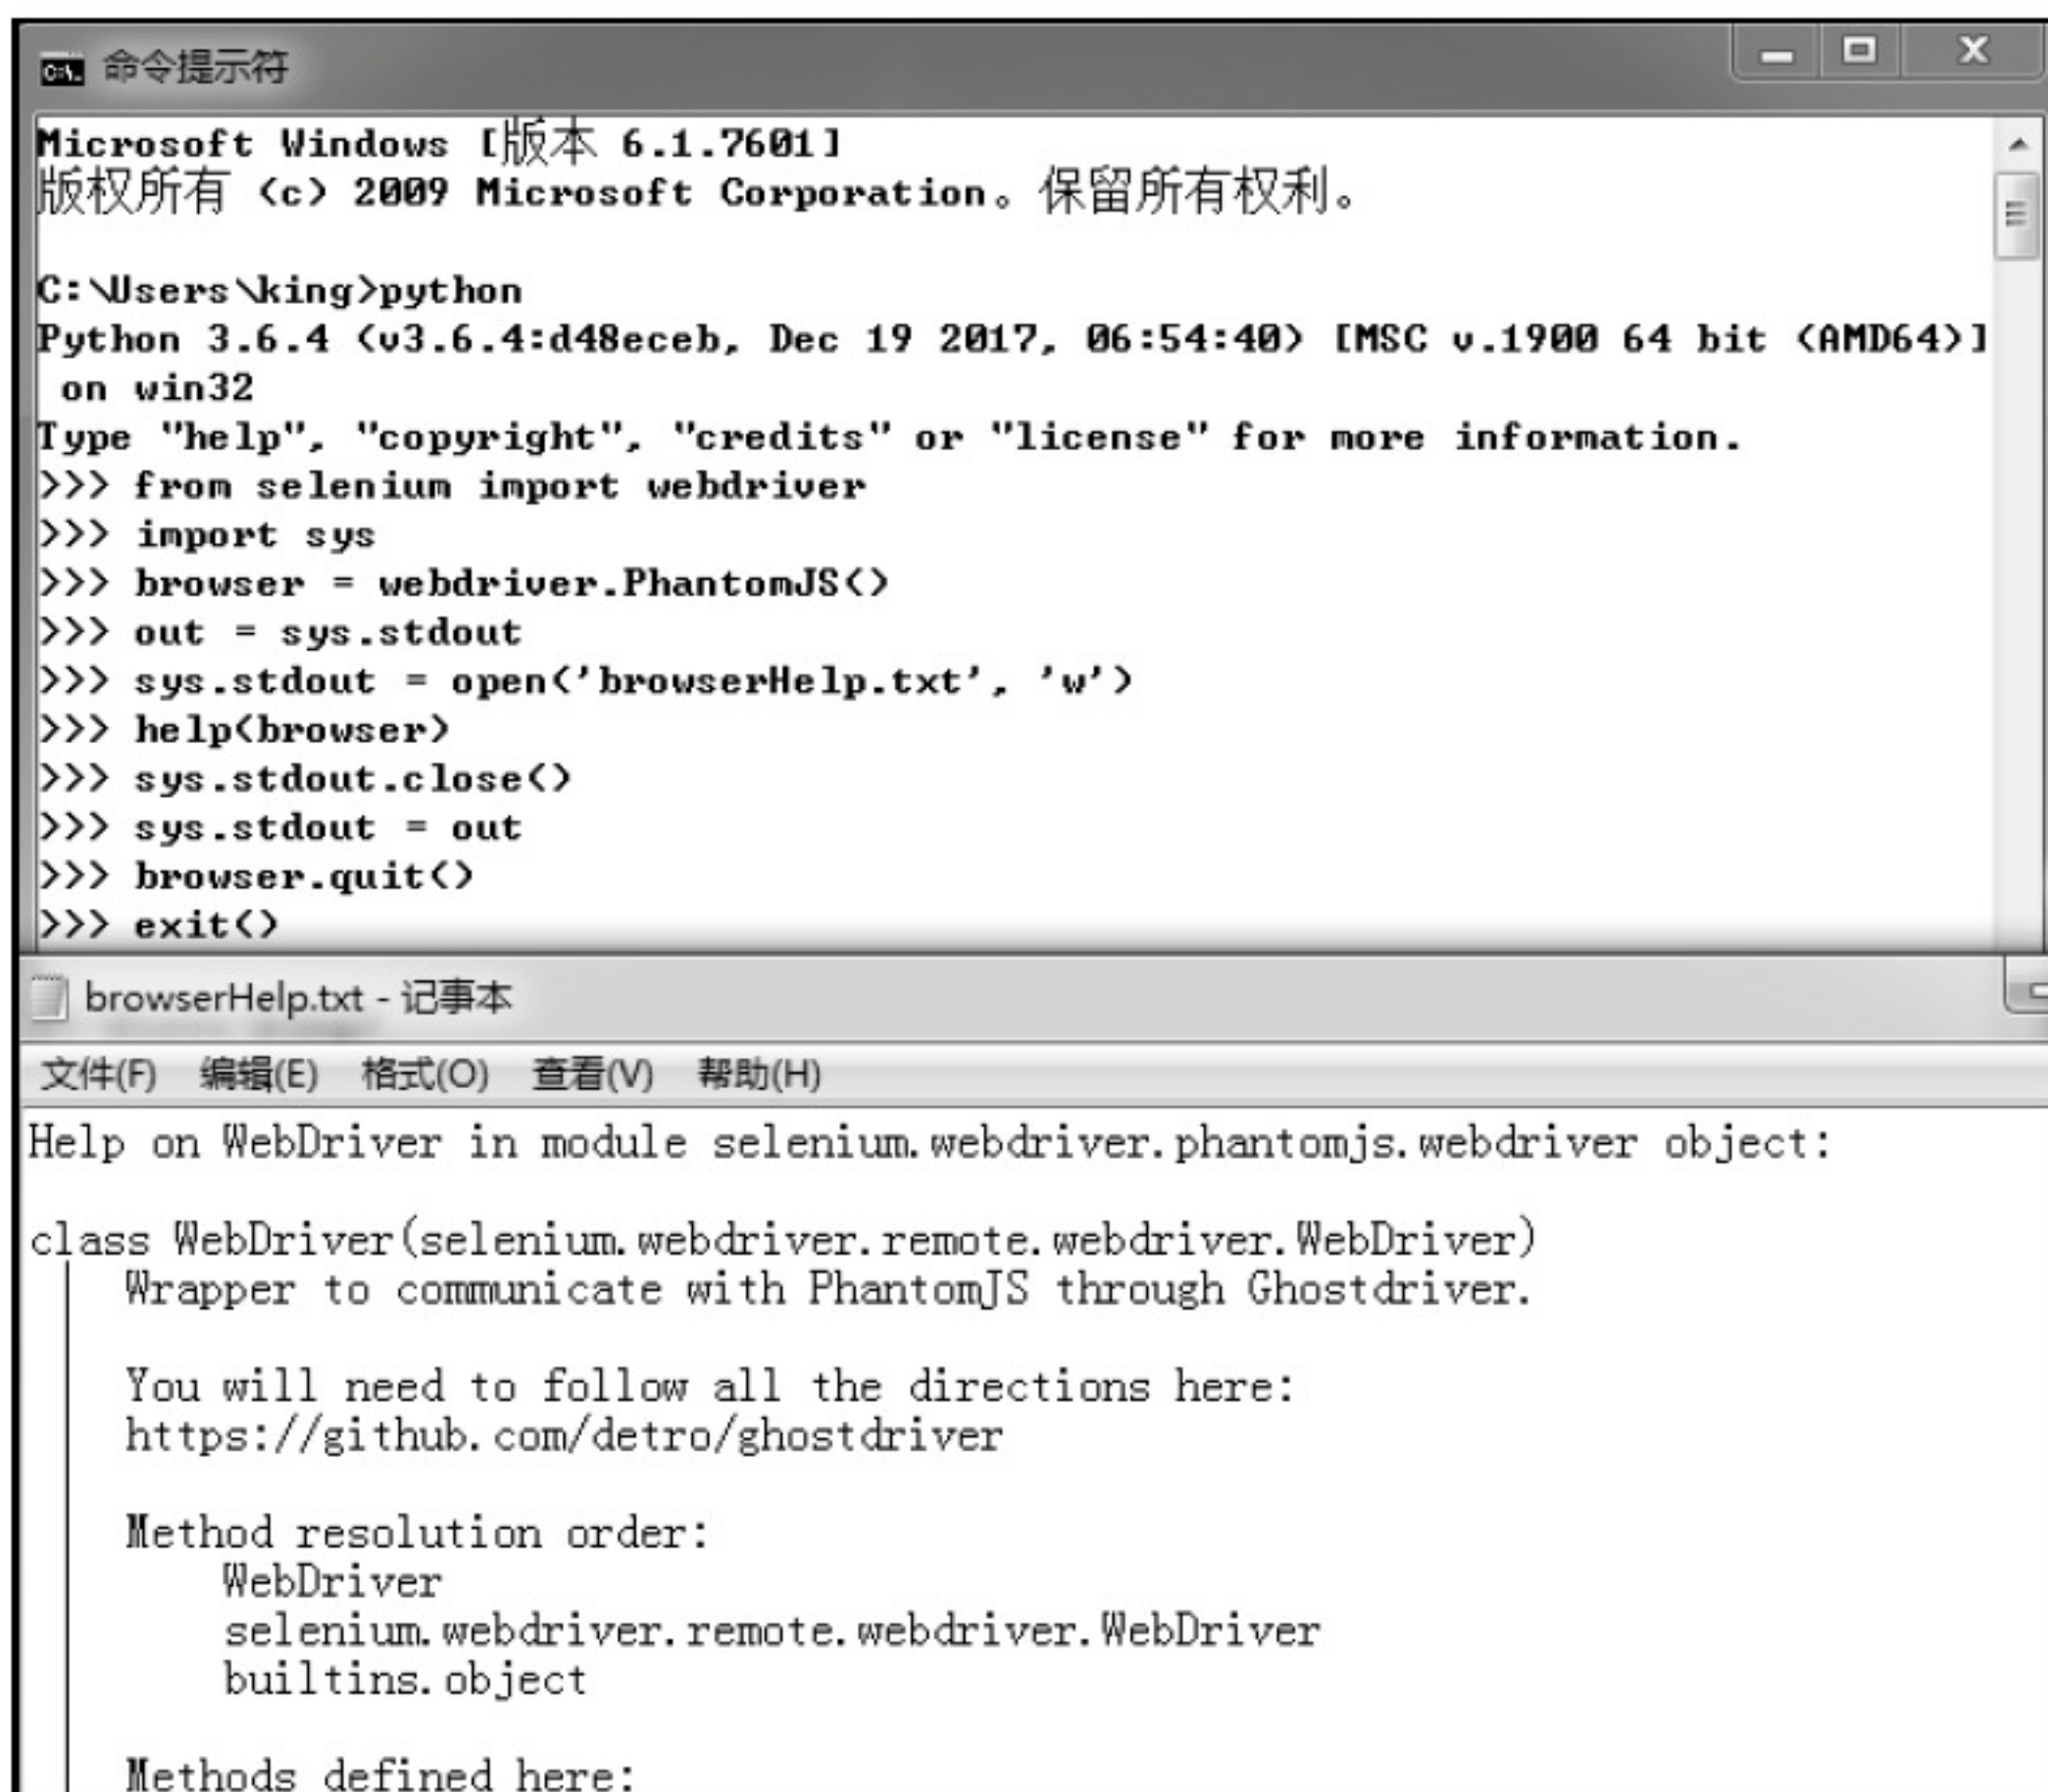 命令提示符
Microsoft Windows [版本 6.1.7601]
版权所有 (c) 2009 Microsoft Corporation。保留所有权利。
C:\Users\king>python
Python 3.6.4 (v3.6.4:d48eceb, Dec 19 2017, 06:54:40) [MSC v.1900 64 bit (AMD64)]
 on win32
Type "help", "copyright", "credits" or "license" for more information.
>>> from selenium import webdriver
>>> import sys
>>> browser = webdriver.PhantomJS()
>>> out = sys.stdout
>>> sys.stdout = open('browserHelp.txt', 'w')
>>> help(browser)
>>> sys.stdout.close()
>>> sys.stdout = out
>>> browser.quit()
>>> exit()
browserHelp.txt - 记事本
文件(F) 编辑(E) 格式(O) 查看(V) 帮助(H)
Help on WebDriver in module selenium.webdriver.phantomjs.webdriver object:
class WebDriver(selenium.webdriver.remote.webdriver.WebDriver)
Wrapper to communicate with PhantomJS through Ghostdriver.
You will need to follow all the directions here:
https://github.com/detro/ghostdriver
Method resolution order:
WebDriver
selenium.webdriver.remote.webdriver.WebDriver
builtins.object
Methods defined here: